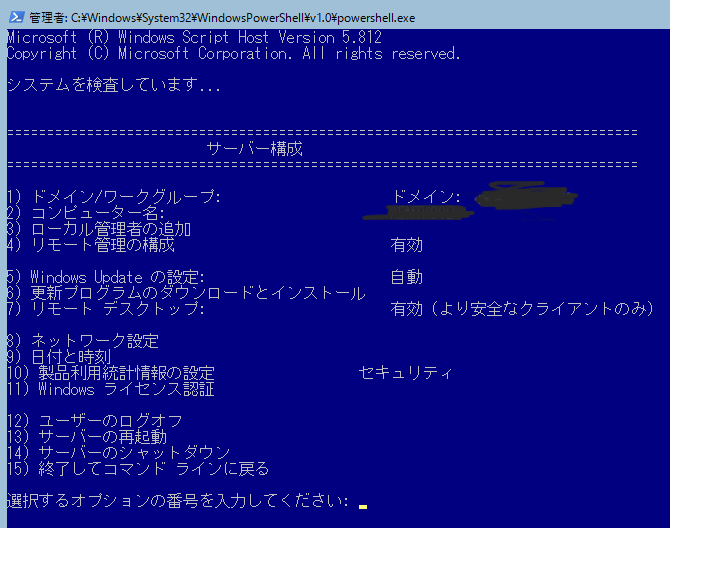 管理者: C:¥Windows¥System32¥WindowsPowerShell¥v1.0¥powershell.exe
Microsoft (R) Windows Script Host Version 5.812
Copyright (C) Microsoft Corporation. All rights reserved.
システムを検査しています...
===============================================================================
サーバー構成
===============================================================================
1) ドメイン/ワークグループ: ドメイン:
2) コンピューター名:
3) ローカル管理者の追加
4) リモート管理の構成 有効
5) Windows Update の設定: 自動
6) 更新プログラムのダウンロードとインストール
7) リモート デスクトップ: 有効 (より安全なクライアントのみ)
8) ネットワーク設定
9) 日付と時刻
10) 製品利用統計情報の設定 セキュリティ
11) Windows ライセンス認証
12) ユーザーのログオフ
13) サーバーの再起動
14) サーバーのシャットダウン
15) 終了してコマンド ラインに戻る
選択するオプションの番号を入力してください: